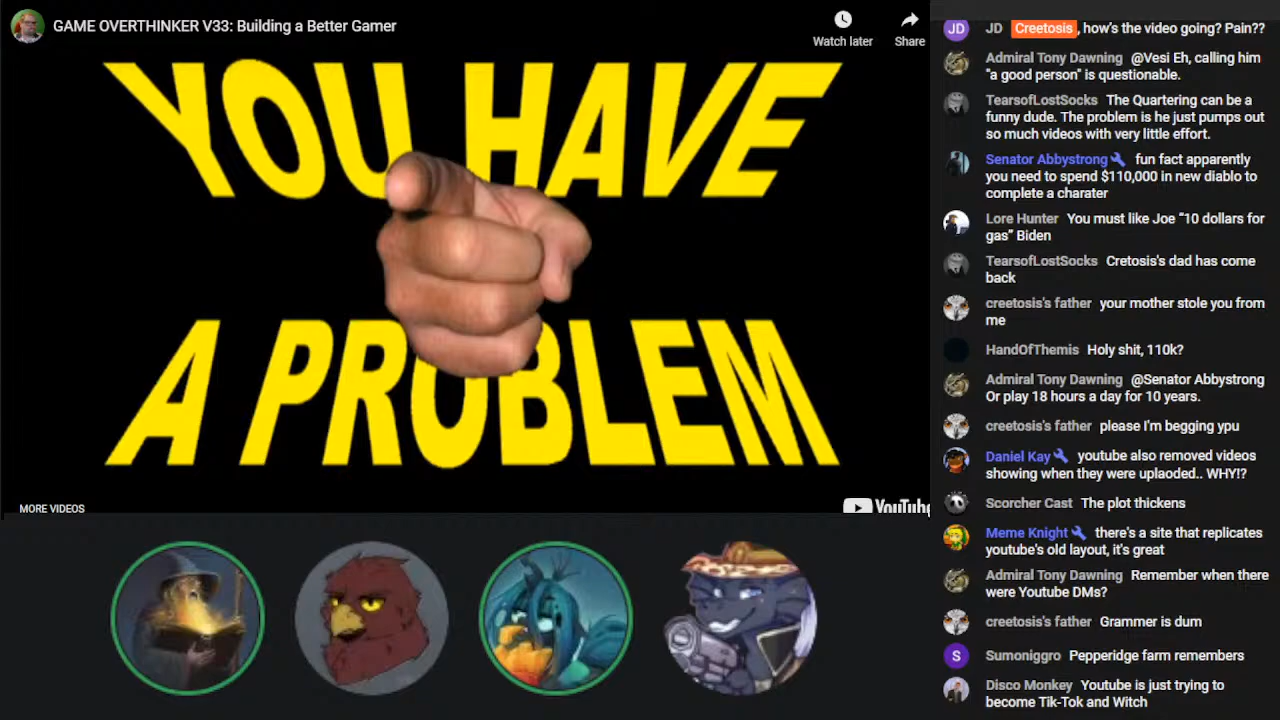 GAME OVERTHINKER V33: Building a Better Gamer
Watch later
Share
YOU HAVE
A PROBLEM
MORE VIDEOS
YouTube
JD JD Creetosis, how's the video going? Pain??
Admiral Tony Dawning @Vesi Eh, calling him
"a good person" is questionable.
TearsofLostSocks The Quartering can be a
funny dude. The problem is he just pumps out
so much videos with very little effort.
Senator Abbystrong fun fact apparently
you need to spend $110,000 in new diablo to
complete a charater
Lore Hunter You must like Joe “10 dollars for
gas” Biden
TearsofLostSocks Cretosis's dad has come
back
creetosis's father your mother stole you from
me
HandOfThemis Holy shit, 110k?
Admiral Tony Dawning @Senator Abbystrong
Or play 18 hours a day for 10 years.
creetosis's father please I'm begging ypu
Daniel Kay youtube also removed videos
showing when they were uplaoded.. WHY!?
Scorcher Cast The plot thickens
Meme Knight there's a site that replicates
youtube's old layout, it's great
Admiral Tony Dawning Remember when there
were Youtube DMs?
creetosis's father Grammer is dum
S Sumoniggro Pepperidge farm remembers
Disco Monkey Youtube is just trying to
become Tik-Tok and Witch